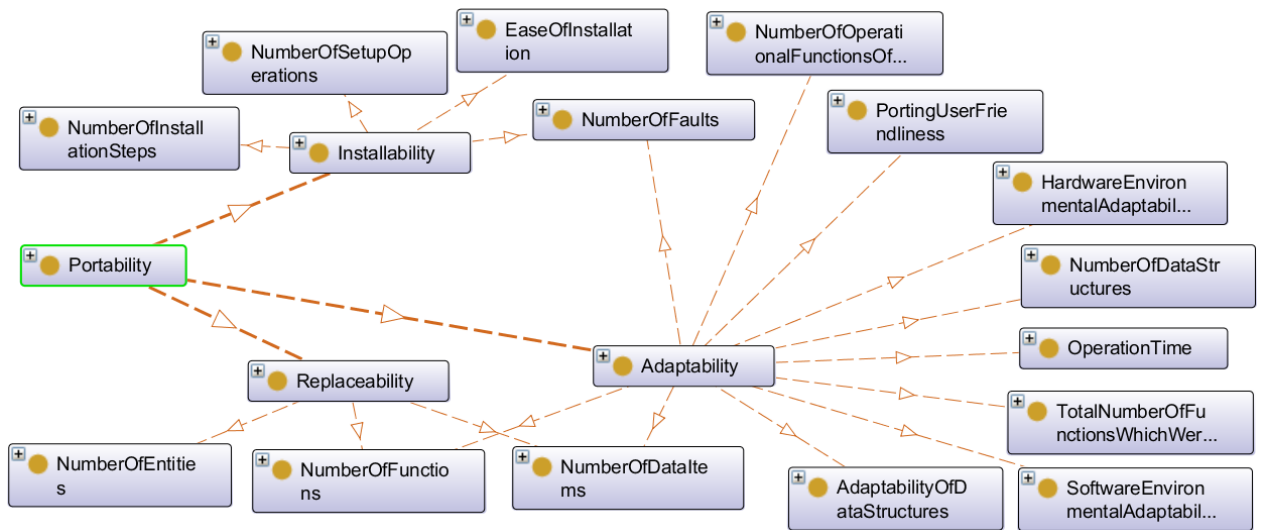 EaseOfInstallat
ion
NumberOfOperati
onalFunctionsOf...
NumberOfSetupOp
erations
NumberOfInstall
ationSteps
Installability
NumberOfFaults
PortingUserFrie
ndliness
HardwareEnviron
mentalAdaptabil...
Portability
NumberOfDataStr
uctures
OperationTime
Adaptability
Replaceability
TotalNumberOfFu
nctionsWhichWer...
NumberOfEntitie
s
NumberOfFunctio
ns
NumberOfDataIte
ms
AdaptabilityOfD
ataStructures
SoftwareEnviron
mentalAdaptabil...